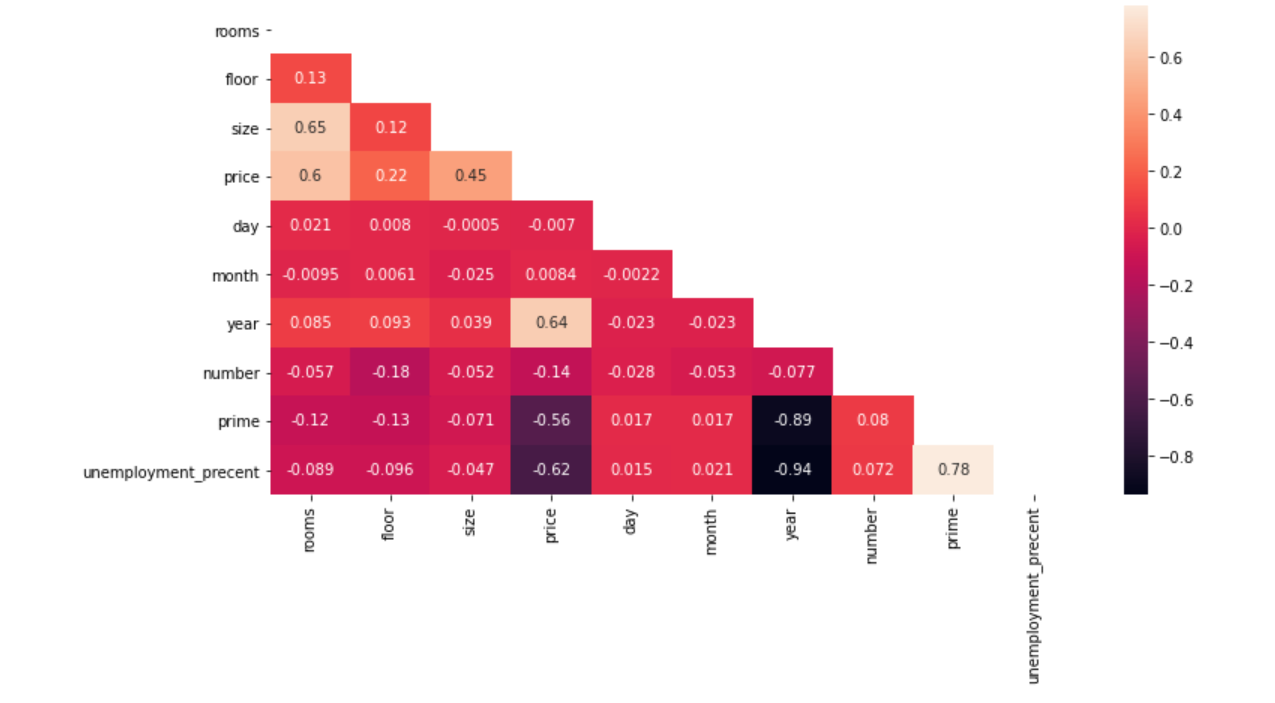 rooms
floor 0.13
size 0.65 0.12
price 0.6 0.22 0.45
day 0.021 0.008 -0.0005 -0.007
month -0.0095 0.0061 -0.025 0.0084 -0.0022
year 0.085 0.093 0.039 0.64 -0.023 -0.023
number -0.057 -0.18 -0.052 -0.14 -0.028 -0.053 -0.077
prime -0.12 -0.13 -0.071 -0.56 0.017 0.017 -0.89 0.08
unemployment_precent -0.089 -0.096 -0.047 -0.62 0.015 0.021 -0.94 0.072 0.78
rooms
floor
size
price
day
month
year
number
prime
unemployment_precent
0.6
0.4
0.2
0.0
−0.2
−0.4
−0.6
−0.8